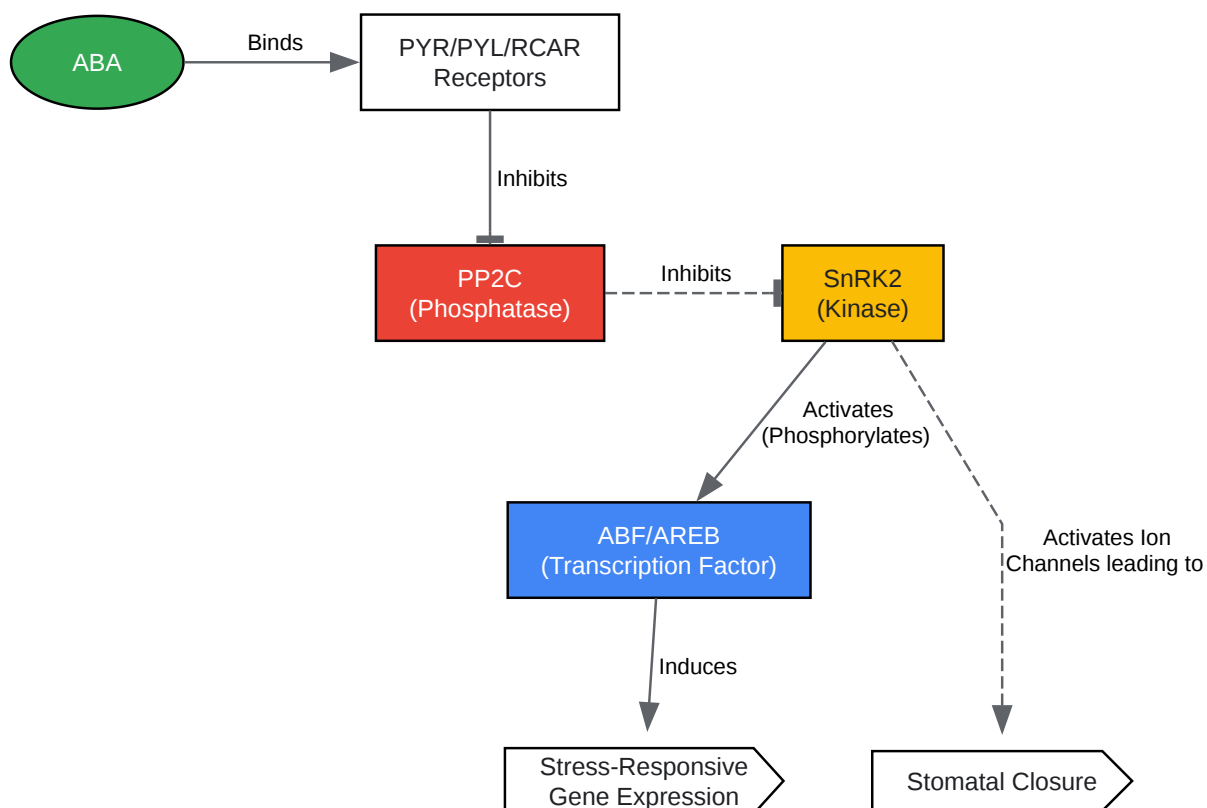 ABA
Binds
PYR/PYL/RCAR
Receptors
Inhibits
PP2C
(Phosphatase)
Inhibits
SnRK2
(Kinase)
Activates
(Phosphorylates)
ABF/AREB
(Transcription Factor)
Activates Ion
Channels leading to
Induces
Stress-Responsive
Gene Expression
Stomatal Closure